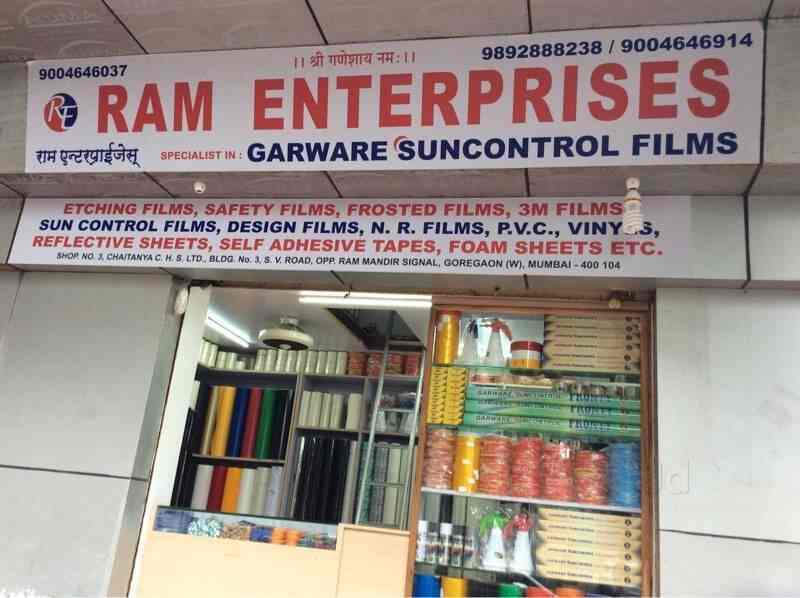 ।। श्री गणेशाय नमः ।।
9004646037
9892888238 / 9004646914
RE RAM ENTERPRISES
राम एन्टरप्राईजेस्
SPECIALIST IN : GARWARE SUNCONTROL FILMS
ETCHING FILMS, SAFETY FILMS, FROSTED FILMS, 3M FILMS
SUN CONTROL FILMS, DESIGN FILMS, N. R. FILMS, P.V.C., VINYLS,
REFLECTIVE SHEETS, SELF ADHESIVE TAPES, FOAM SHEETS ETC.
SHOP. NO. 3, CHAITANYA C. H. S. LTD., BLDG. No. 3, S. V. ROAD, OPP. RAM MANDIR SIGNAL, GOREGAON (W), MUMBAI - 400 104
GARWARE SUNCONTROL
GARWARE SUNCONTROL